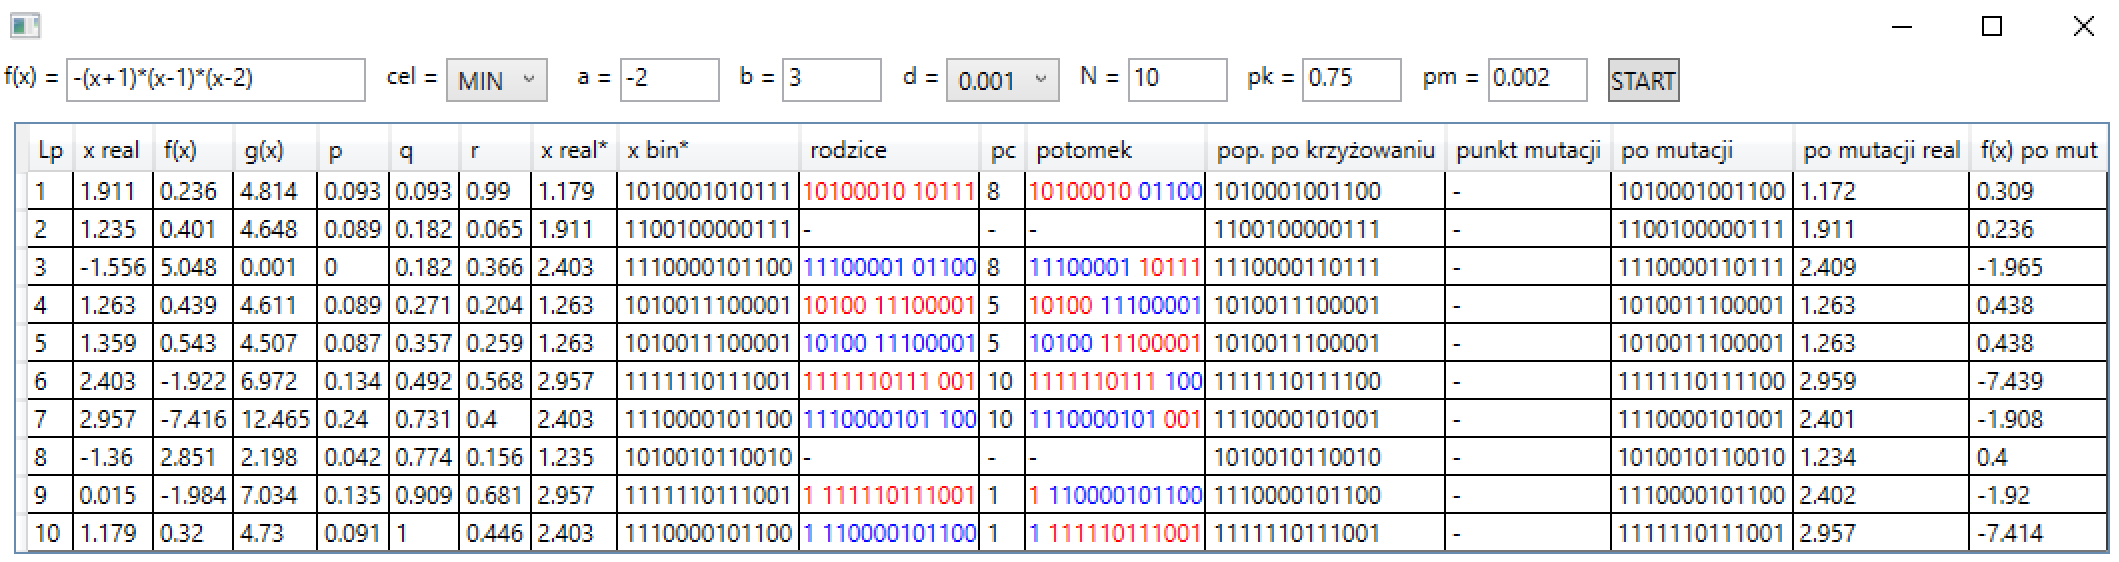 f(x) = -(x+1)*(x-1)*(x-2) cel = MIN a = -2 b = 3 d = 0.001 N = 10 pk = 0.75 pm = 0.002 START
Lp x real f(x) g(x) p q r x real* x bin* rodzice pc potomek pop. po krzyżowaniu punkt mutacji po mutacji po mutacji real f(x) po mut
1 1.911 0.236 4.814 0.093 0.093 0.99 1.179 1010001010111 10100010 10111 8 10100010 01100 1010001001100 - 1010001001100 1.172 0.309
2 1.235 0.401 4.648 0.089 0.182 0.065 1.911 1100100000111 - - - 1100100000111 - 1100100000111 1.911 0.236
3 -1.556 5.048 0.001 0 0.182 0.366 2.403 1110000101100 11100001 01100 8 11100001 10111 1110000110111 - 1110000110111 2.409 -1.965
4 1.263 0.439 4.611 0.089 0.271 0.204 1.263 1010011100001 10100 11100001 5 10100 11100001 1010011100001 - 1010011100001 1.263 0.438
5 1.359 0.543 4.507 0.087 0.357 0.259 1.263 1010011100001 10100 11100001 5 10100 11100001 1010011100001 - 1010011100001 1.263 0.438
6 2.403 -1.922 6.972 0.134 0.492 0.568 2.957 1111110111001 1111110111 001 10 1111110111 100 1111110111100 - 1111110111100 2.959 -7.439
7 2.957 -7.416 12.465 0.24 0.731 0.4 2.403 1110000101100 1110000101 100 10 1110000101 001 1110000101001 - 1110000101001 2.401 -1.908
8 -1.36 2.851 2.198 0.042 0.774 0.156 1.235 1010010110010 - - - 1010010110010 - 1010010110010 1.234 0.4
9 0.015 -1.984 7.034 0.135 0.909 0.681 2.957 1111110111001 1 111110111001 1 1 110000101100 1110000101100 - 1110000101100 2.402 -1.92
10 1.179 0.32 4.73 0.091 1 0.446 2.403 1110000101100 1 110000101100 1 1 111110111001 1111110111001 - 1111110111001 2.957 -7.414